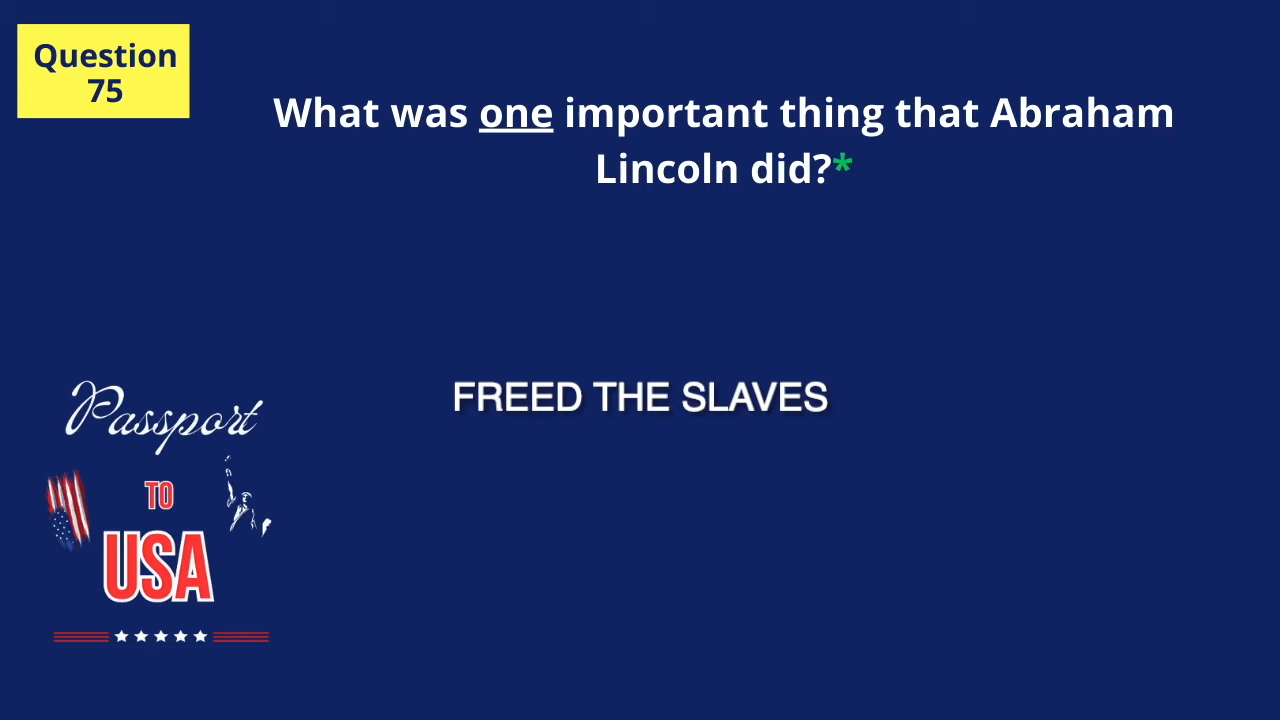 Question
75
What was one important thing that Abraham
Lincoln did?*
FREED THE SLAVES
Passport
TO
USA